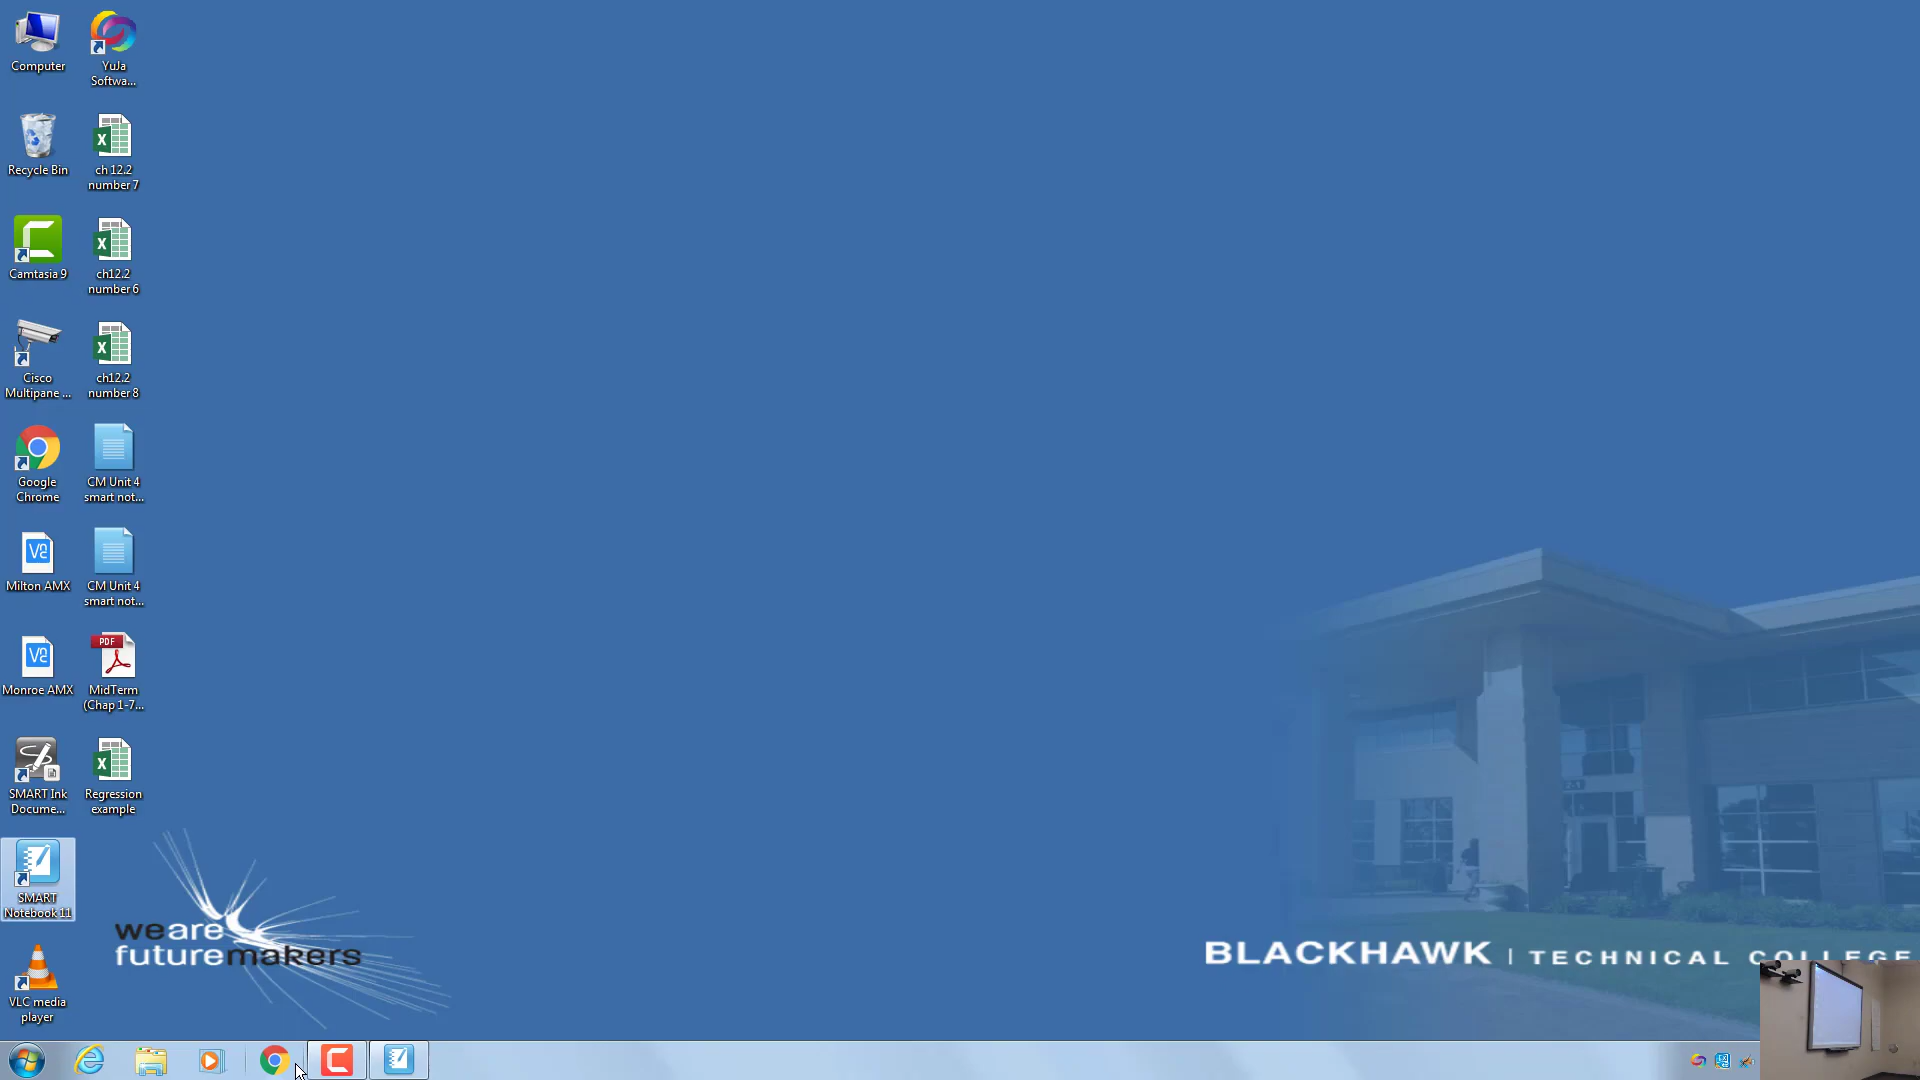 Computer
YuJa
Softwa...
Recycle Bin
ch 12.2
number 7
Camtasia 9
ch12.2
number 6
Cisco
Multipane ...
ch12.2
number 8
Google
Chrome
CM Unit 4
smart not...
Milton AMX
CM Unit 4
smart not...
Monroe AMX
PDF
MidTerm
(Chap 1-7...
SMART Ink
Docume...
Regression
example
SMART
Notebook 11
VLC media
player
we are
futuremakers
BLACKHAWK | TECHNICAL COLLEGE